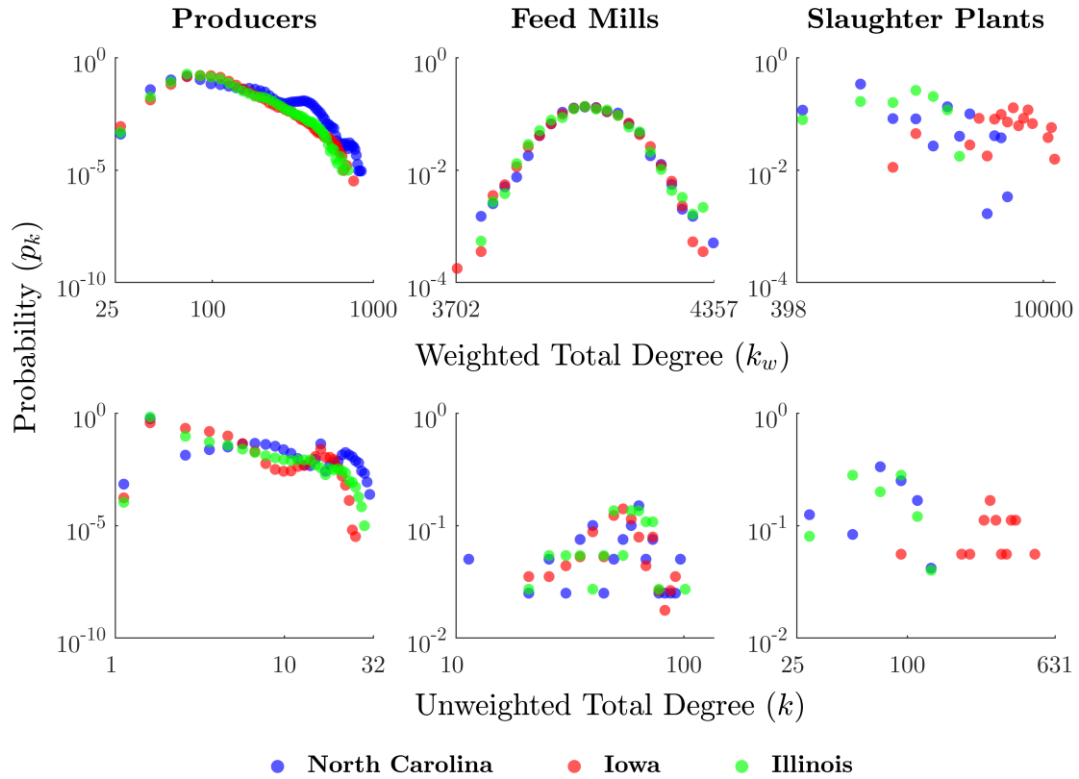 Producers Feed Mills Slaughter Plants
10^0 10^0 10^0
10^-5 10^-2 10^-2
10^-10 10^-4 10^-4
25 100 1000 3702 4357 398 10000
Weighted Total Degree (k_w)
Probability (p_k)
10^0 10^0 10^0
10^-5 10^-1 10^-1
10^-10 10^-2 10^-2
1 10 32 10 100 25 100 631
Unweighted Total Degree (k)
North Carolina Iowa Illinois